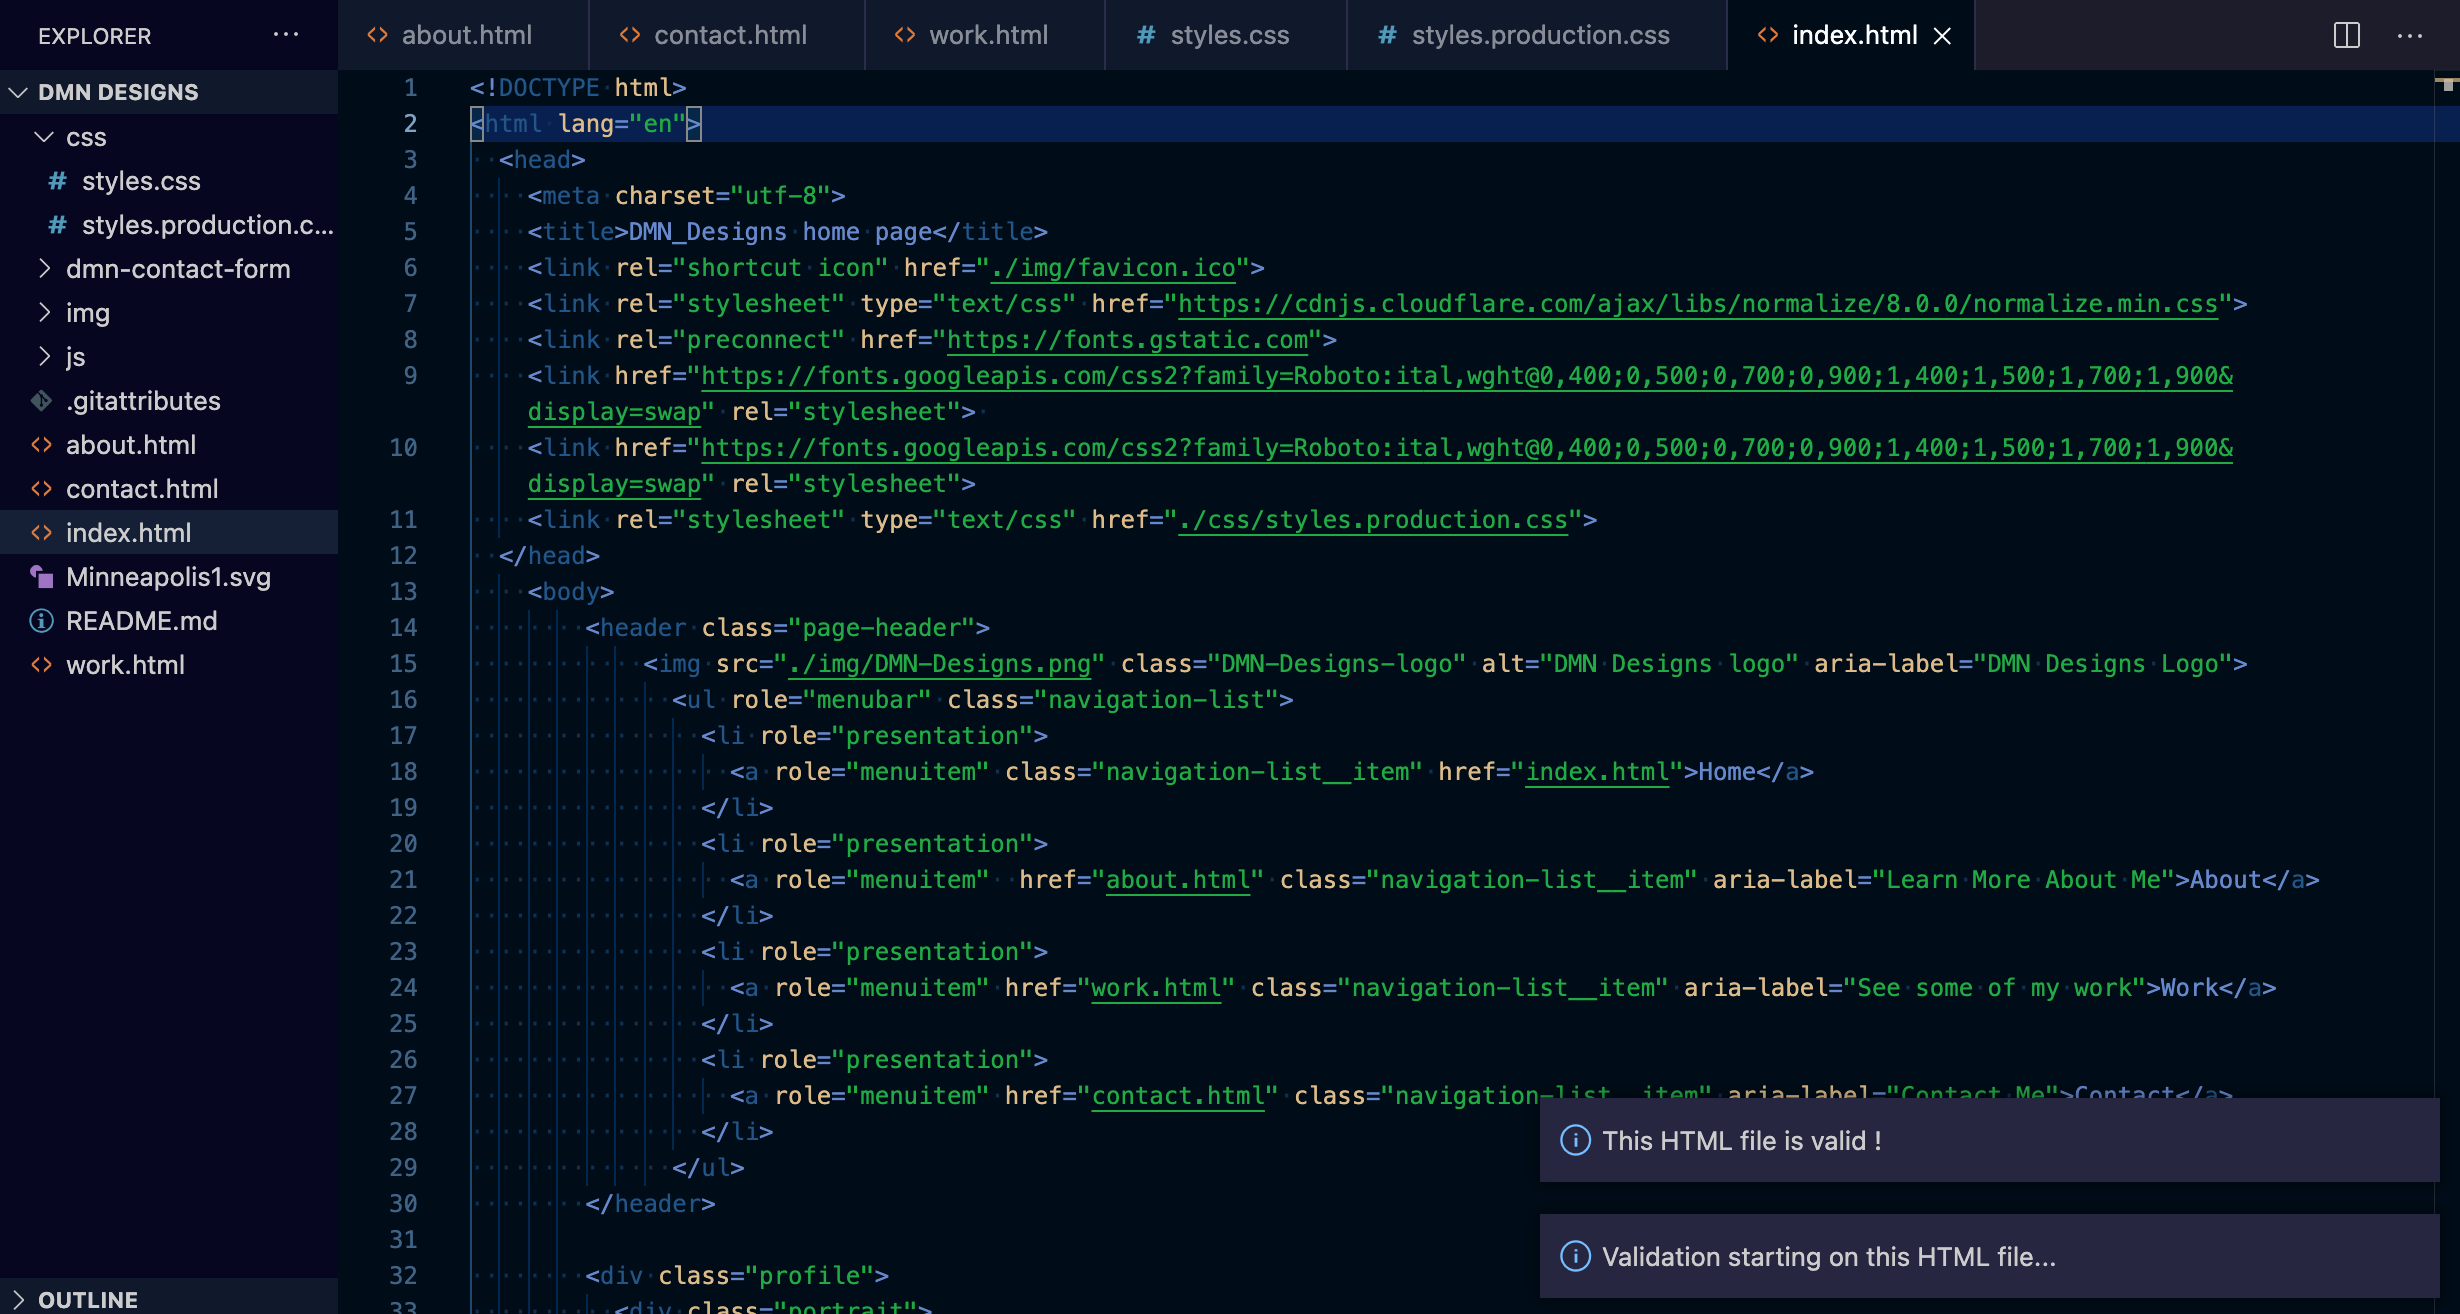 EXPLORER ...
about.html
contact.html
work.html
# styles.css
# styles.production.css
index.html
DMN DESIGNS
css
# styles.css
# styles.production.c...
dmn-contact-form
img
js
.gitattributes
about.html
contact.html
index.html
Minneapolis1.svg
README.md
work.html
OUTLINE
1 <!DOCTYPE html>
2 <html lang="en">
3 <head>
4 <meta charset="utf-8">
5 <title>DMN_Designs home page</title>
6 <link rel="shortcut icon" href="./img/favicon.ico">
7 <link rel="stylesheet" type="text/css" href="https://cdnjs.cloudflare.com/ajax/libs/normalize/8.0.0/normalize.min.css">
8 <link rel="preconnect" href="https://fonts.gstatic.com">
9 <link href="https://fonts.googleapis.com/css2?family=Roboto:ital,wght@0,400;0,500;0,700;0,900;1,400;1,500;1,700;1,900&
display=swap" rel="stylesheet">
10 <link href="https://fonts.googleapis.com/css2?family=Roboto:ital,wght@0,400;0,500;0,700;0,900;1,400;1,500;1,700;1,900&
display=swap" rel="stylesheet">
11 <link rel="stylesheet" type="text/css" href="./css/styles.production.css">
12 </head>
13 <body>
14 <header class="page-header">
15 <img src="./img/DMN-Designs.png" class="DMN-Designs-logo" alt="DMN Designs logo" aria-label="DMN Designs Logo">
16 <ul role="menubar" class="navigation-list">
17 <li role="presentation">
18 <a role="menuitem" class="navigation-list__item" href="index.html">Home</a>
19 </li>
20 <li role="presentation">
21 <a role="menuitem"  href="about.html" class="navigation-list__item" aria-label="Learn More About Me">About</a>
22 </li>
23 <li role="presentation">
24 <a role="menuitem" href="work.html" class="navigation-list__item" aria-label="See some of my work">Work</a>
25 </li>
26 <li role="presentation">
27 <a role="menuitem" href="contact.html" class="navigation-list__item" aria-label="Contact Me">Contact</a>
28 </li>
29 </ul>
30 </header>
31
32 <div class="profile">
33 <div class="portrait">
This HTML file is valid !
Validation starting on this HTML file...